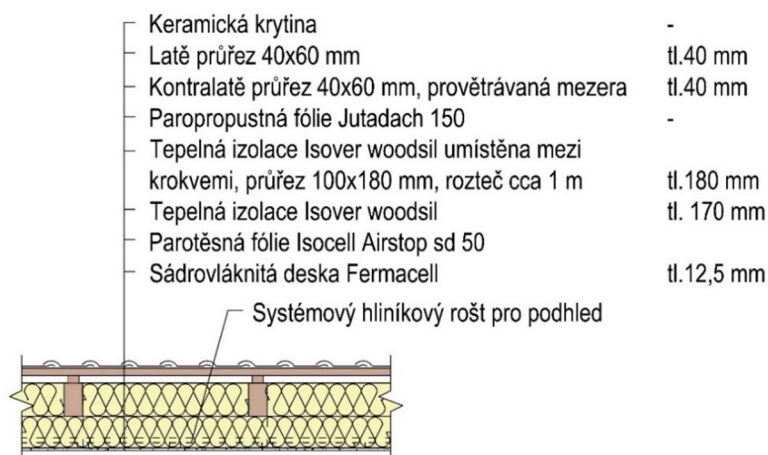 Keramická krytina -
Latě průřez 40x60 mm tl.40 mm
Kontralatě průřez 40x60 mm, provětrávaná mezera tl.40 mm
Paropropustná fólie Jutadach 150 -
Tepelná izolace Isover woodsil umístěna mezi
krokvemi, průřez 100x180 mm, rozteč cca 1 m tl.180 mm
Tepelná izolace Isover woodsil tl. 170 mm
Parotěsná fólie Isocell Airstop sd 50
Sádrovláknitá deska Fermacell tl.12,5 mm
Systémový hliníkový rošt pro podhled